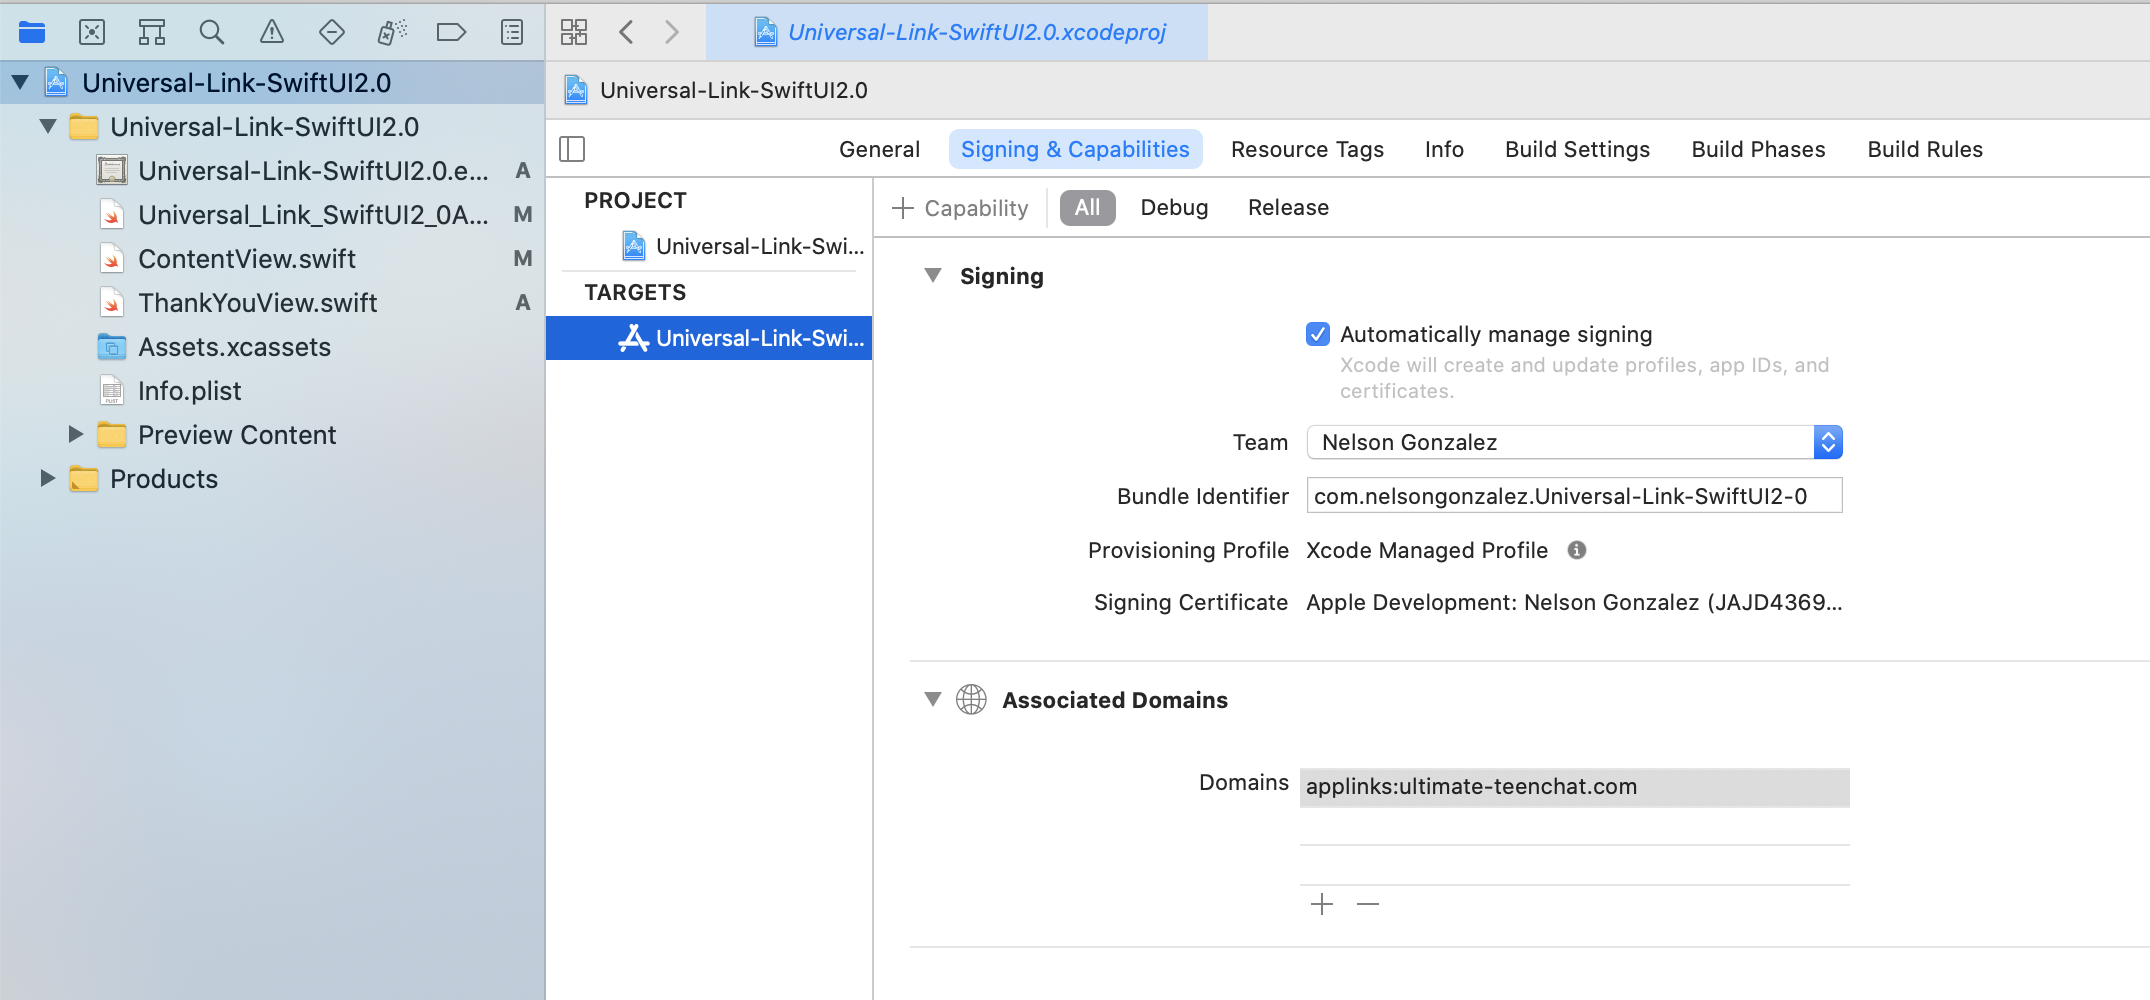 Universal-Link-SwiftUI2.0.xcodeproj
Universal-Link-SwiftUI2.0
Universal-Link-SwiftUI2.0
Universal-Link-SwiftUI2.0.e... A
Universal_Link_SwiftUI2_0A... M
ContentView.swift M
ThankYouView.swift A
Assets.xcassets
Info.plist
Preview Content
Products
Universal-Link-SwiftUI2.0
General Signing & Capabilities Resource Tags Info Build Settings Build Phases Build Rules
PROJECT
Universal-Link-Swi...
TARGETS
Universal-Link-Swi...
+ Capability All Debug Release
Signing
Automatically manage signing
Xcode will create and update profiles, app IDs, and
certificates.
Team Nelson Gonzalez
Bundle Identifier com.nelsongonzalez.Universal-Link-SwiftUI2-0
Provisioning Profile Xcode Managed Profile
Signing Certificate Apple Development: Nelson Gonzalez (JAJD4369...
Associated Domains
Domains applinks:ultimate-teenchat.com